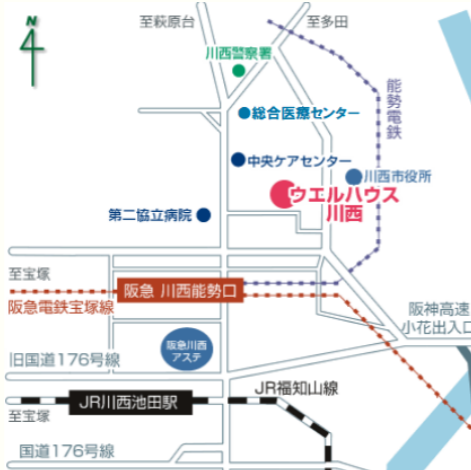 N
至萩原台
至多田
川西警察署
能勢電鉄
総合医療センター
中央ケアセンター
川西市役所
ウエルハウス
川西
第二協立病院
至宝塚
阪急 川西能勢口
阪急電鉄宝塚線
阪神高速
小花出入口
阪急川西
アステ
旧国道176号線
JR福知山線
JR川西池田駅
至宝塚
国道176号線